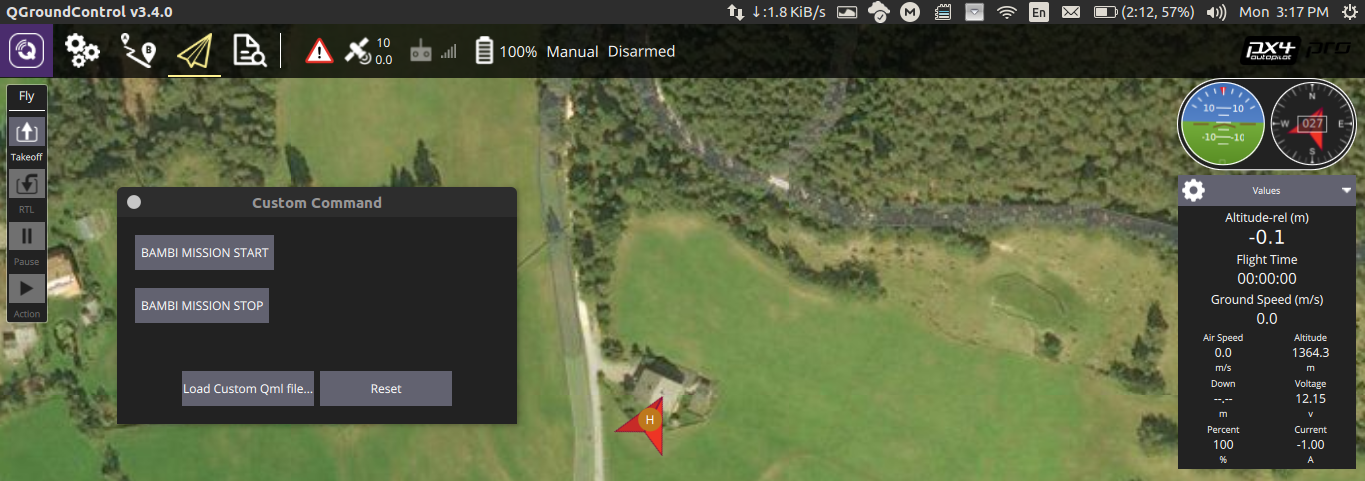 QGroundControl v3.4.0
↓:1.8 KiB/s
M
En
(2:12, 57%)
Mon 3:17 PM
Q
B
10
0.0
100%
Manual
Disarmed
px4
autopilot
pro
Fly
Takeoff
RTL
Pause
Action
Custom Command
BAMBI MISSION START
BAMBI MISSION STOP
Load Custom Qml file...
Reset
H
10 10
-10 -10
N
W 027 E
S
Values
Altitude-rel (m)
-0.1
Flight Time
00:00:00
Ground Speed (m/s)
0.0
Air Speed Altitude
0.0 1364.3
m/s m
Down Voltage
--.-- 12.15
m v
Percent Current
100 -1.00
% A